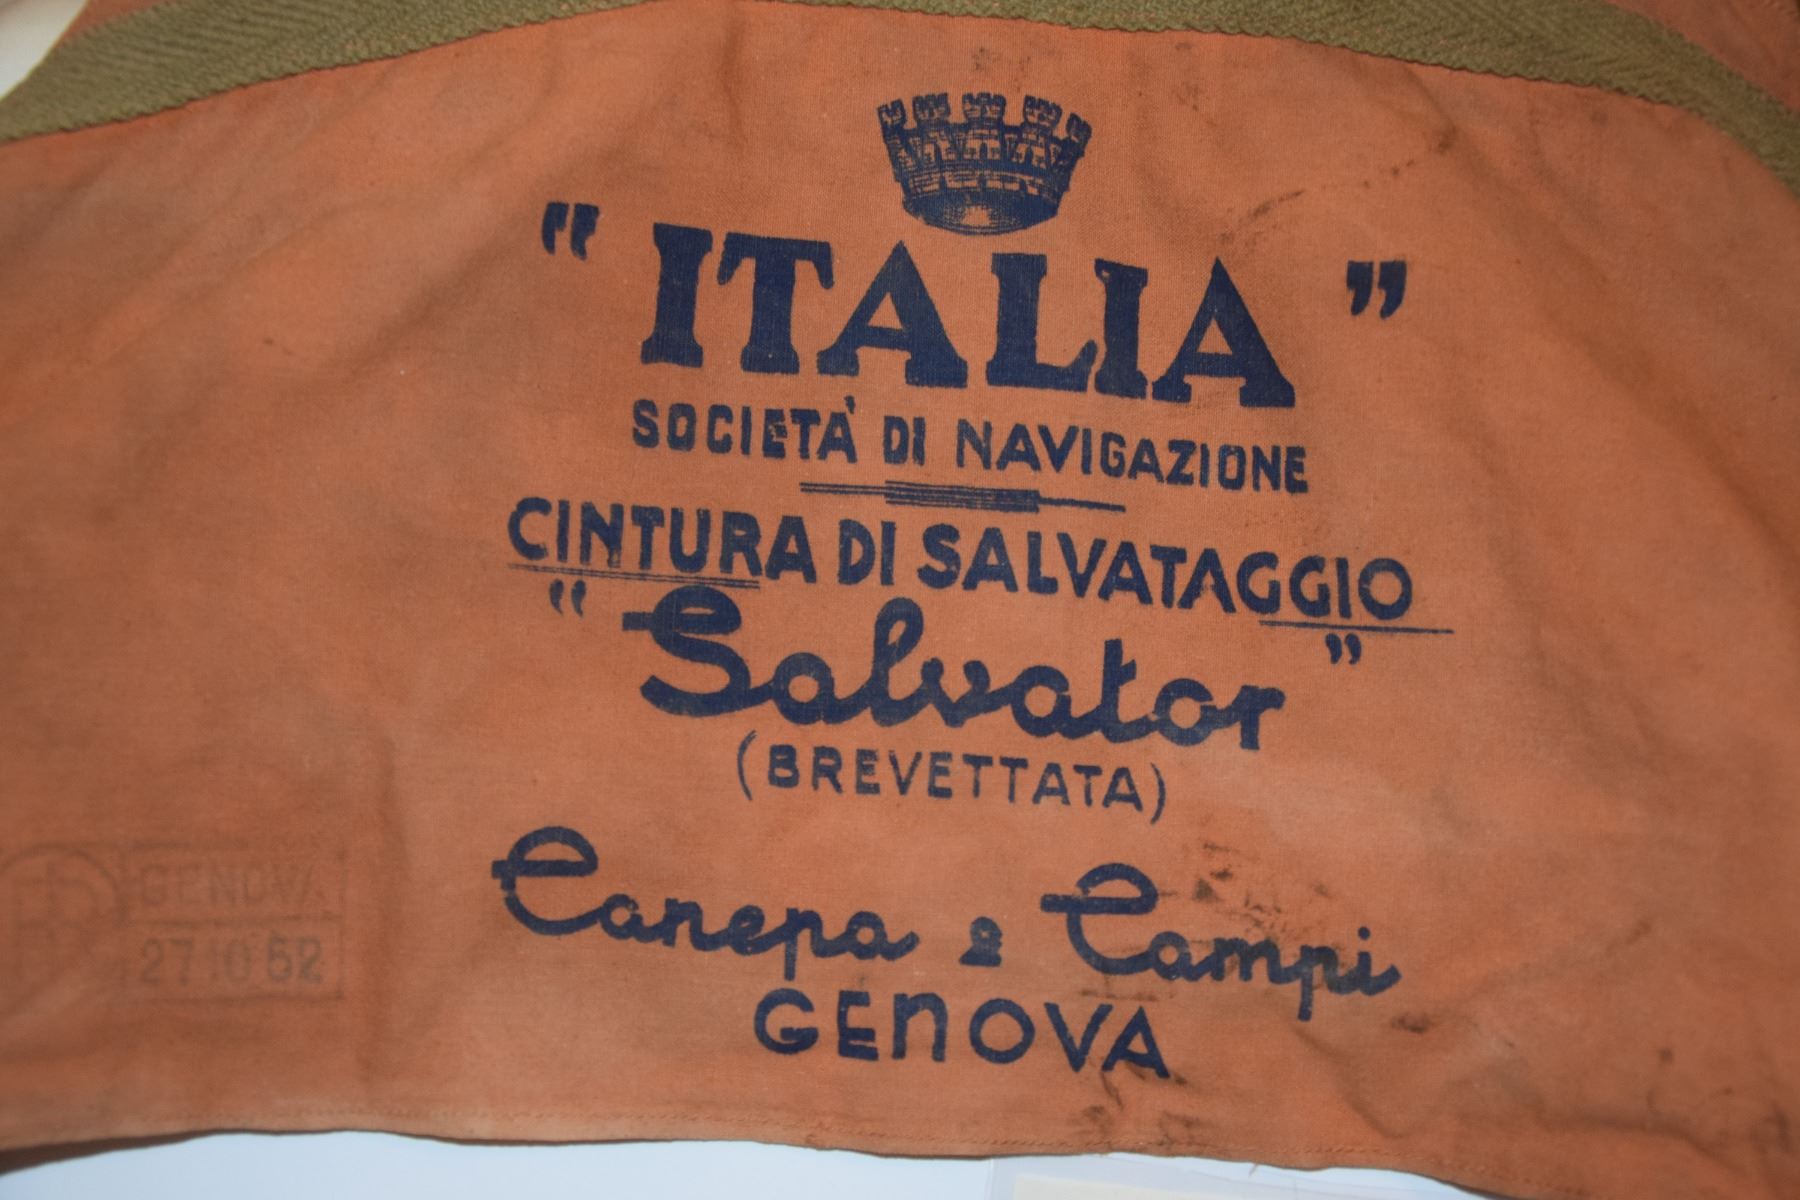 " ITALIA "
SOCIETÀ DI NAVIGAZIONE
CINTURA DI SALVATAGGIO
" Salvator "
(BREVETTATA)
Canepa & Campi
GENOVA
GENOVA
27 10 52